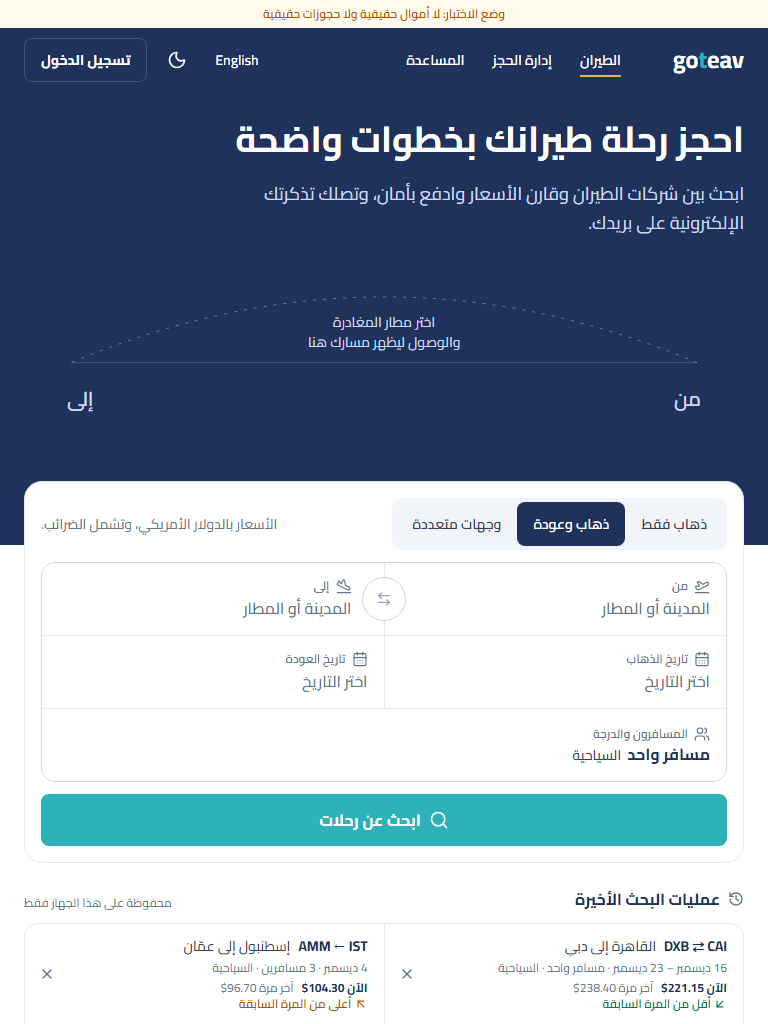 وضع الاختبار: لا أموال حقيقية ولا حجوزات حقيقية
goteav
الطيران
إدارة الحجز
المساعدة
English
تسجيل الدخول
احجز رحلة طيرانك بخطوات واضحة
ابحث بين شركات الطيران وقارن الأسعار وادفع بأمان، وتصلك تذكرتك
الإلكترونية على بريدك.
اختر مطار المغادرة
والوصول ليظهر مسارك هنا
من
إلى
ذهاب فقط
ذهاب وعودة
وجهات متعددة
الأسعار بالدولار الأمريكي، وتشمل الضرائب.
من
المدينة أو المطار
إلى
المدينة أو المطار
تاريخ الذهاب
اختر التاريخ
تاريخ العودة
اختر التاريخ
المسافرون والدرجة
مسافر واحد السياحية
ابحث عن رحلات
عمليات البحث الأخيرة
محفوظة على هذا الجهاز فقط
CAI ⇄ DXB القاهرة إلى دبي
16 ديسمبر – 23 ديسمبر · مسافر واحد · السياحية
الآن $221.15 آخر مرة $238.40
↙ أقل من المرة السابقة
IST ← AMM إسطنبول إلى عمّان
4 ديسمبر · 3 مسافرين · السياحية
الآن $104.30 آخر مرة $96.70
↖ أعلى من المرة السابقة